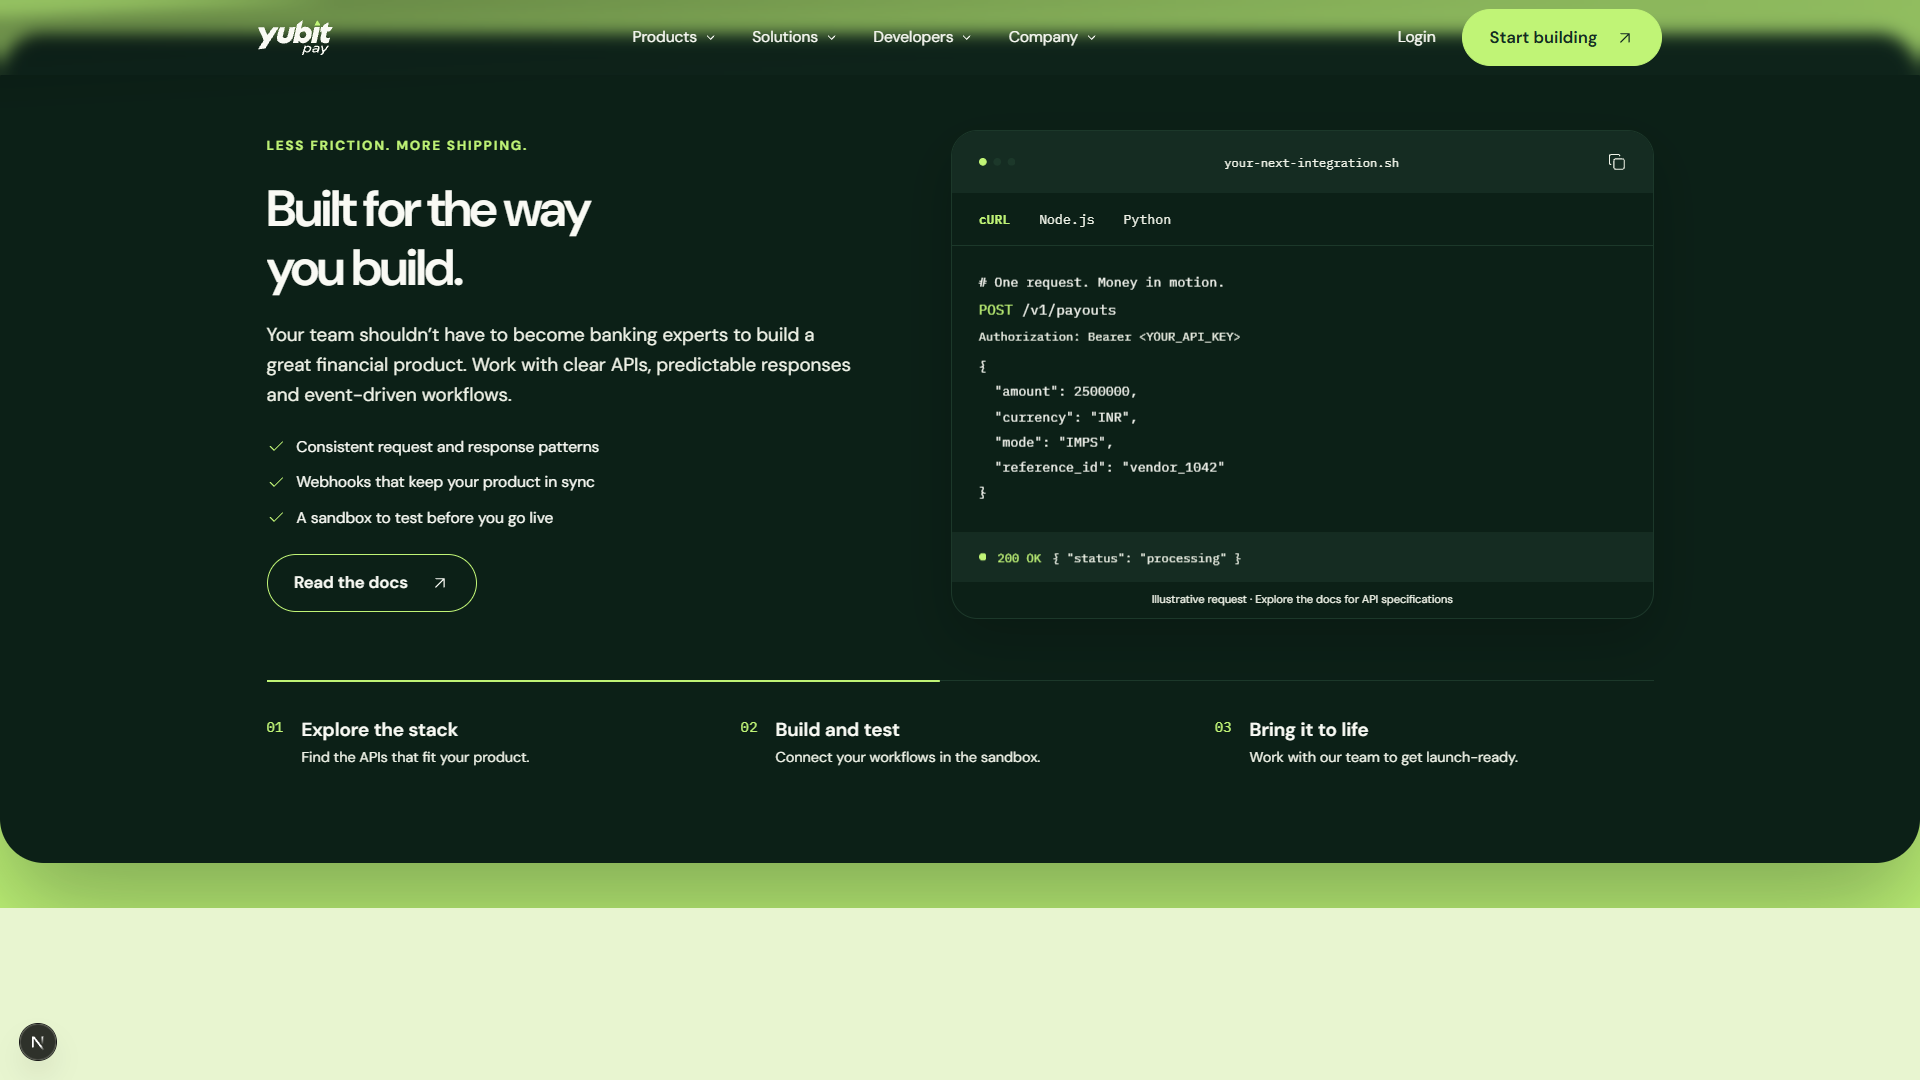 yubit pay
Products
Solutions
Developers
Company
Login
Start building
LESS FRICTION. MORE SHIPPING.
Built for the way
you build.
Your team shouldn’t have to become banking experts to build a
great financial product. Work with clear APIs, predictable responses
and event-driven workflows.
Consistent request and response patterns
Webhooks that keep your product in sync
A sandbox to test before you go live
Read the docs
your-next-integration.sh
cURL Node.js Python
# One request. Money in motion.
POST /v1/payouts
Authorization: Bearer <YOUR_API_KEY>
{
"amount": 2500000,
"currency": "INR",
"mode": "IMPS",
"reference_id": "vendor_1042"
}
200 OK { "status": "processing" }
Illustrative request · Explore the docs for API specifications
01 Explore the stack
Find the APIs that fit your product.
02 Build and test
Connect your workflows in the sandbox.
03 Bring it to life
Work with our team to get launch-ready.
N